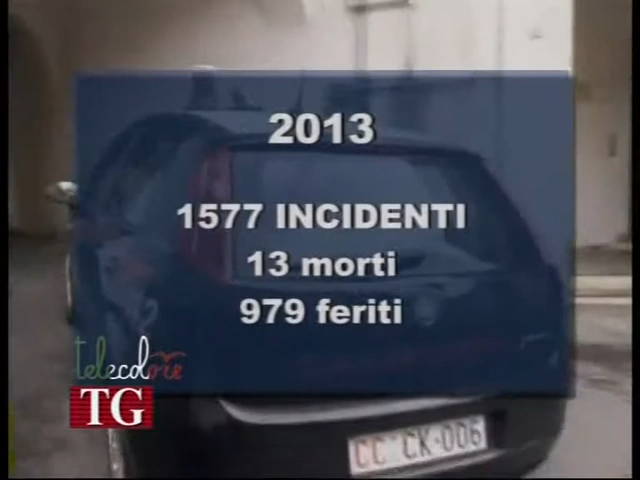 2013
1577 INCIDENTI
13 morti
979 feriti
telecolore
TG
CC CK-006